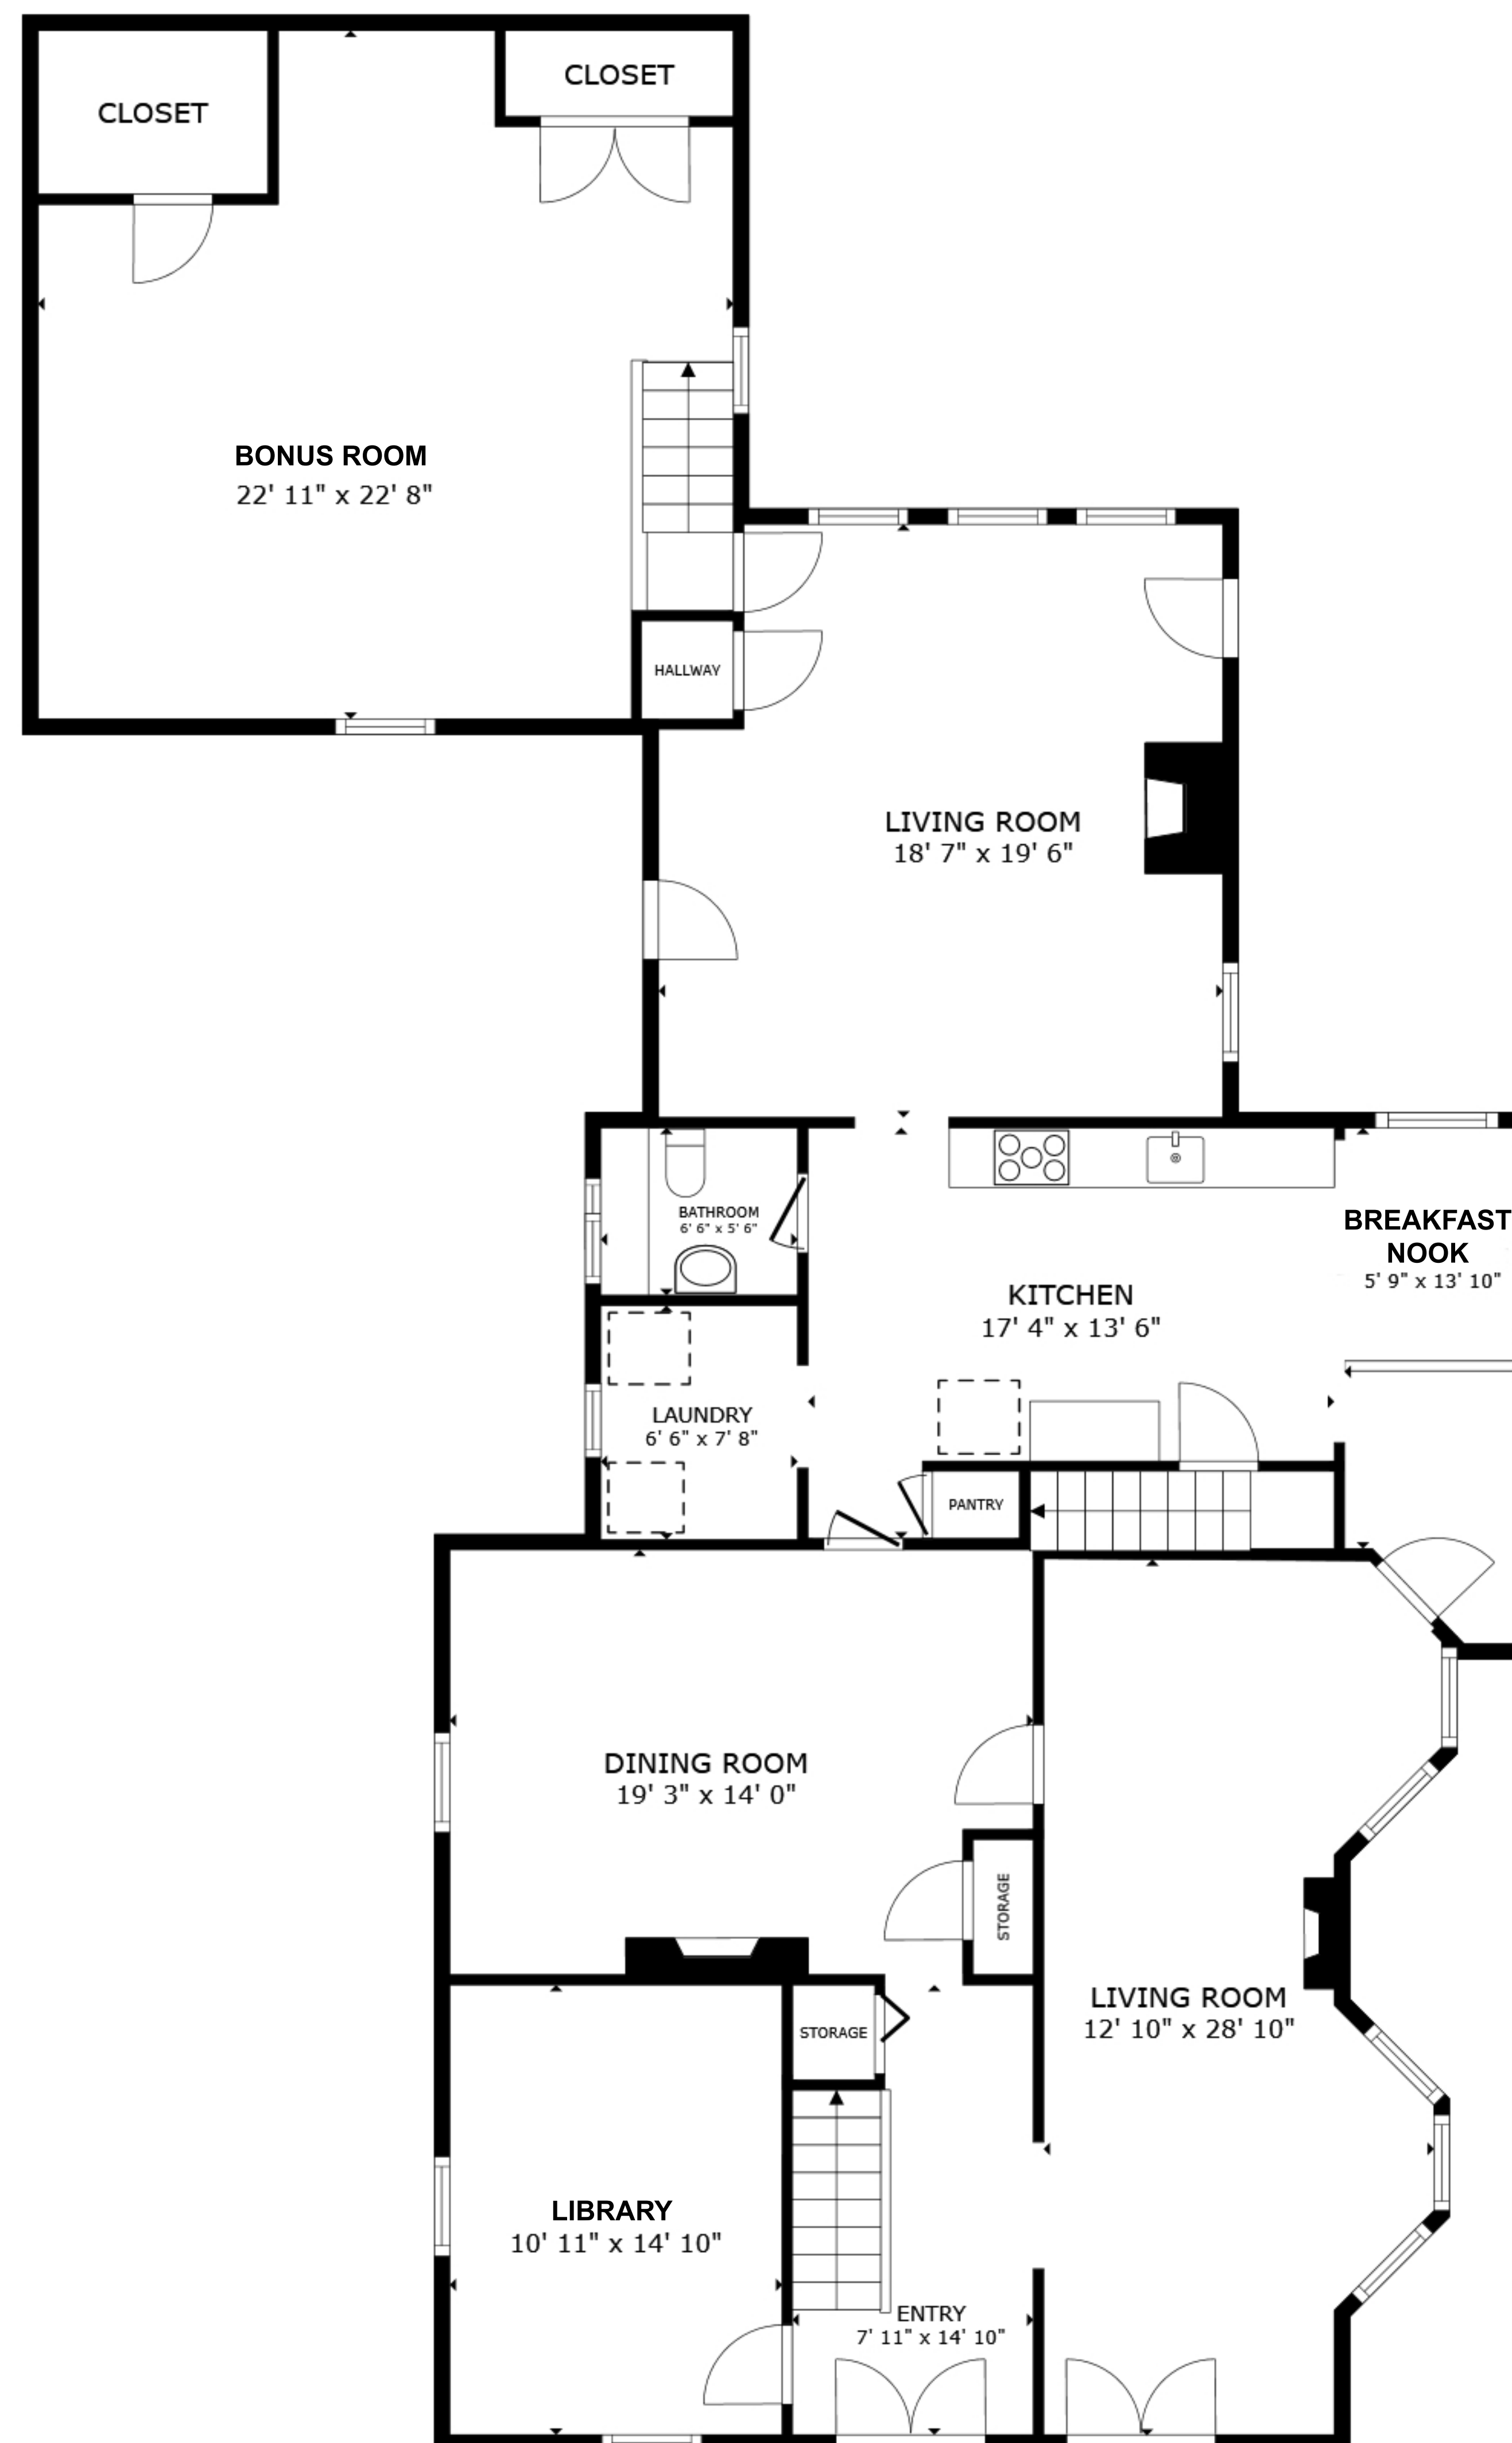 CLOSET
CLOSET
BONUS ROOM
22' 11" x 22' 8"
HALLWAY
LIVING ROOM
18' 7" x 19' 6"
BATHROOM
6' 6" x 5' 6"
BREAKFAST
NOOK
5' 9" x 13' 10"
KITCHEN
17' 4" x 13' 6"
LAUNDRY
6' 6" x 7' 8"
PANTRY
DINING ROOM
19' 3" x 14' 0"
STORAGE
LIVING ROOM
12' 10" x 28' 10"
STORAGE
LIBRARY
10' 11" x 14' 10"
ENTRY
7' 11" x 14' 10"